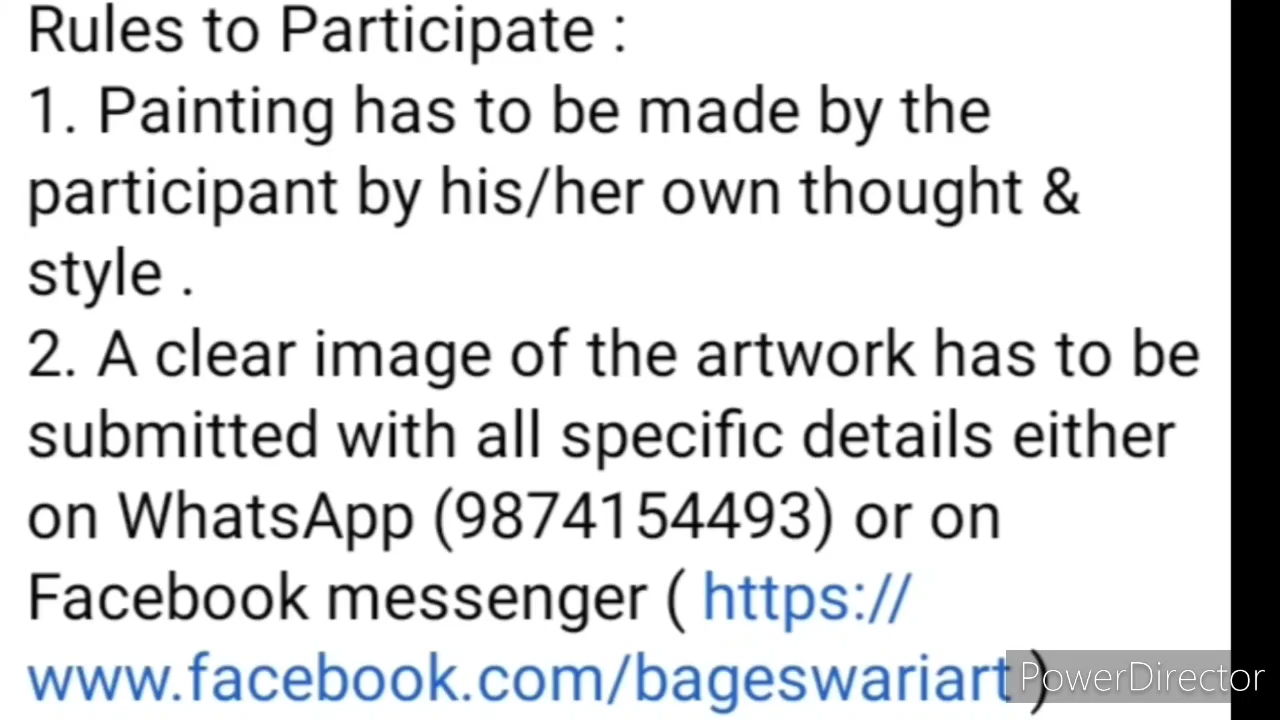 Rules to Participate :
1. Painting has to be made by the
participant by his/her own thought &
style .
2. A clear image of the artwork has to be
submitted with all specific details either
on WhatsApp (9874154493) or on
Facebook messenger ( https://
www.facebook.com/bageswariart )
PowerDirector